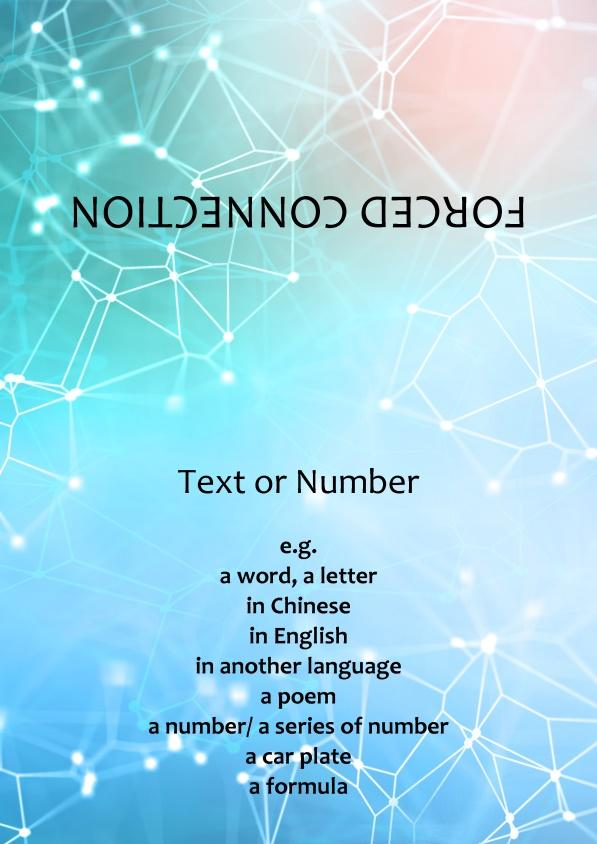 FORCED CONNECTION
Text or Number
e.g.
a word, a letter
in Chinese
in English
in another language
a poem
a number/ a series of number
a car plate
a formula